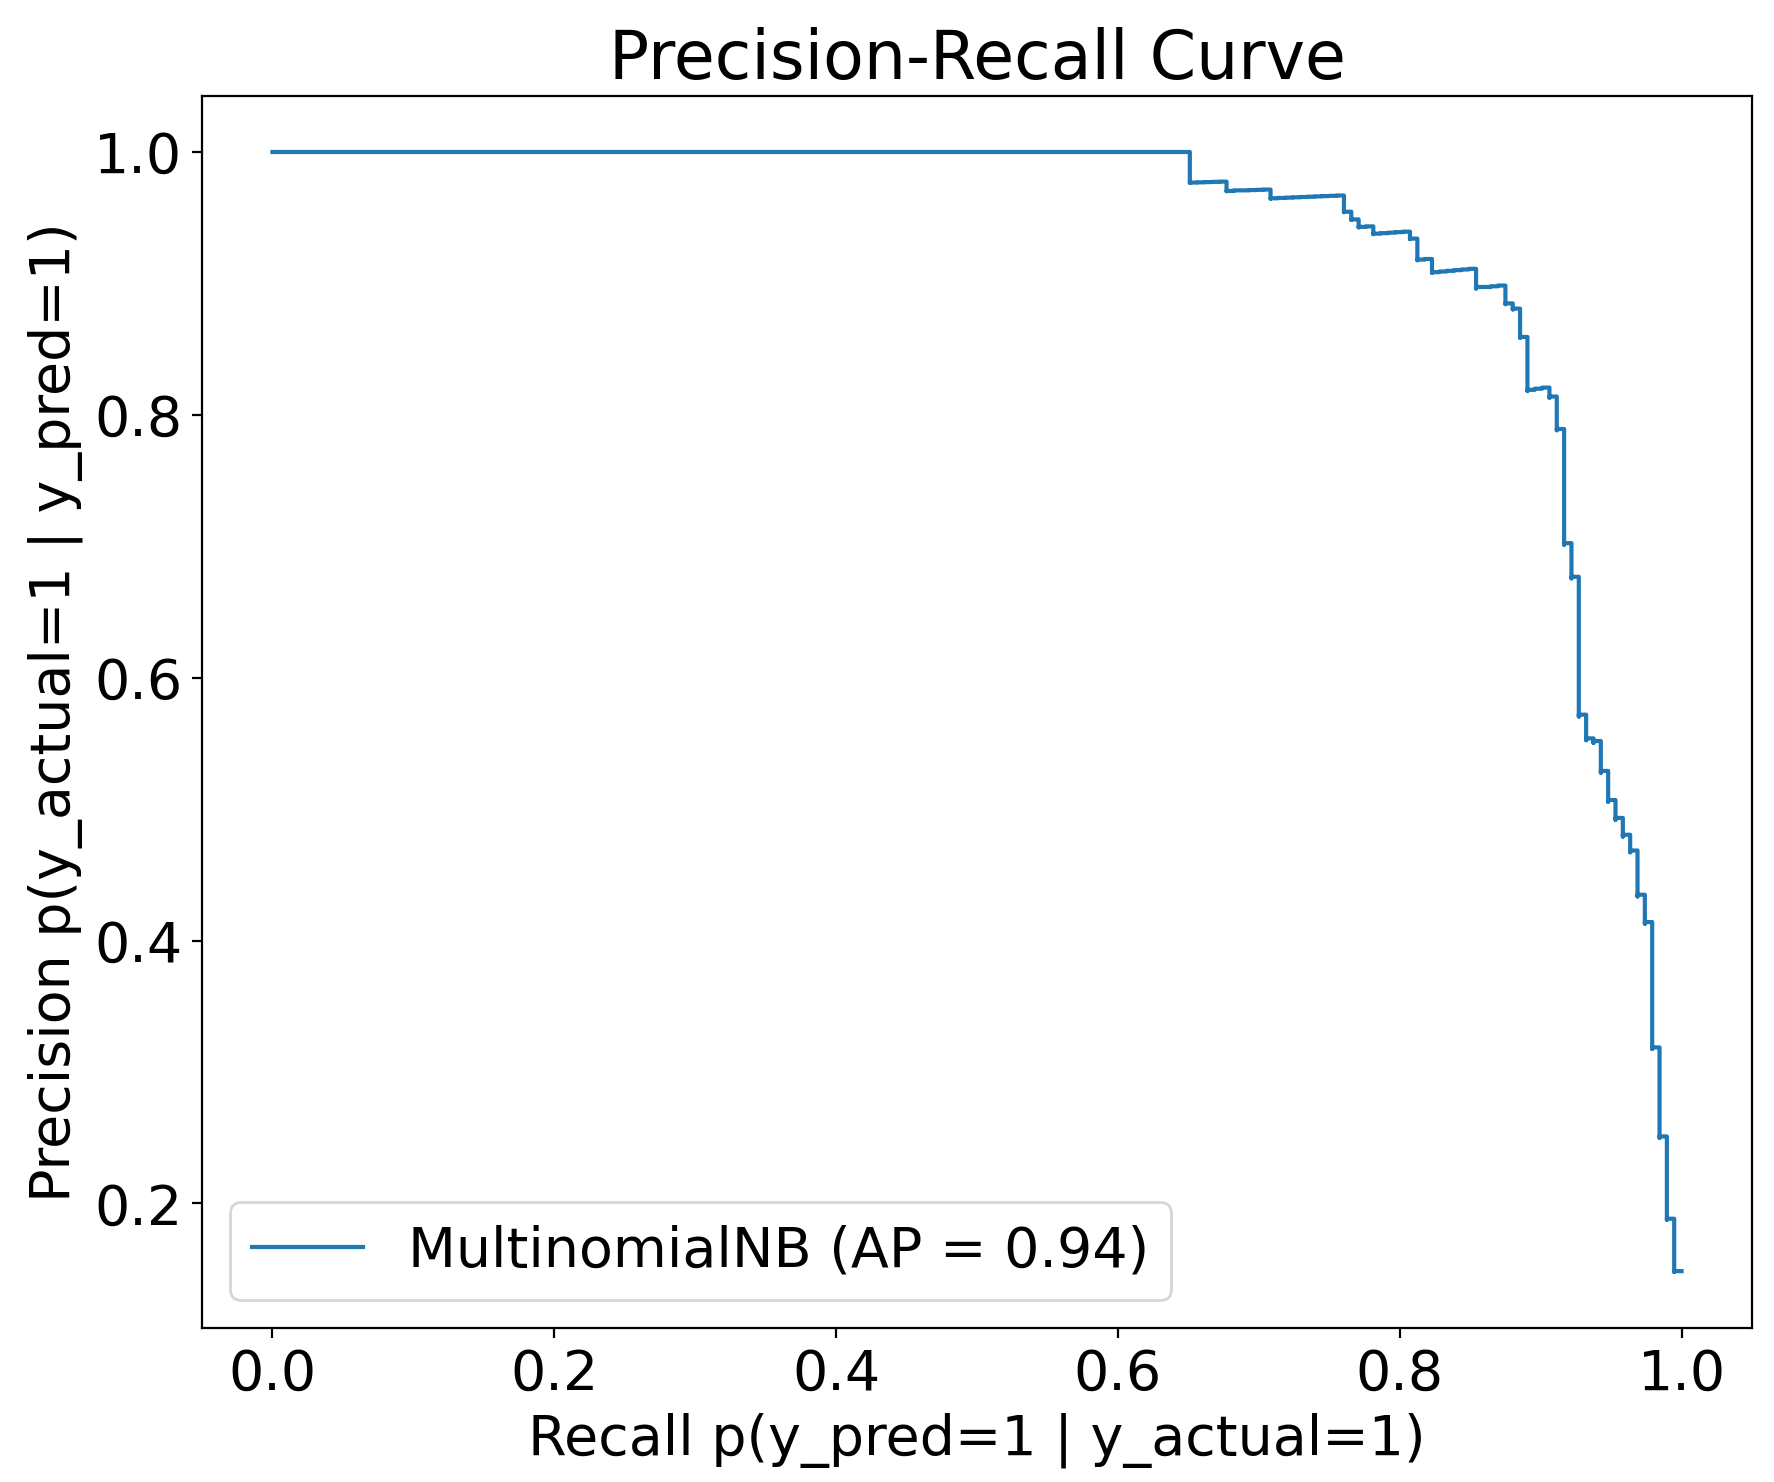 Precision-Recall Curve
Precision p(y_actual=1 | y_pred=1)
1.0
0.8
0.6
0.4
0.2
MultinomialNB (AP = 0.94)
0.0 0.2 0.4 0.6 0.8 1.0
Recall p(y_pred=1 | y_actual=1)